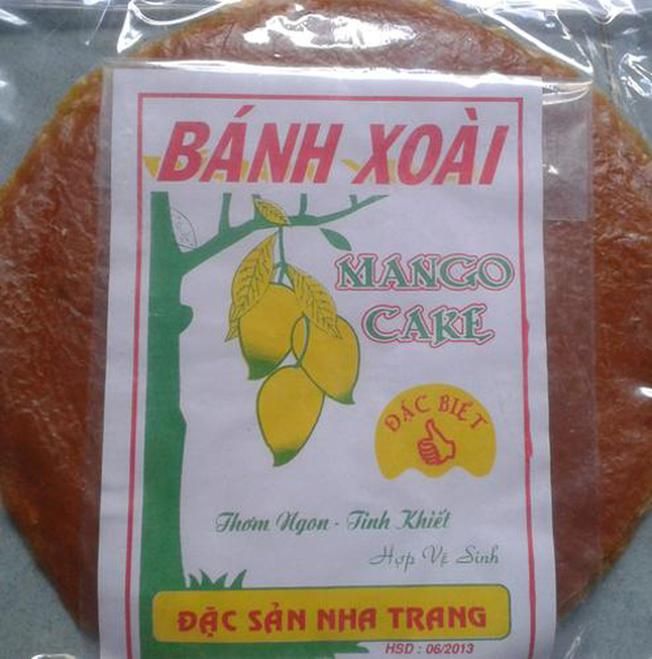 BÁNH XOÀI
MANGO
CAKE
ĐẶC BIẾT
Thơm Ngon - Tinh Khiết
Hợp Vệ Sinh
ĐẶC SẢN NHA TRANG
HSD : 06/2013